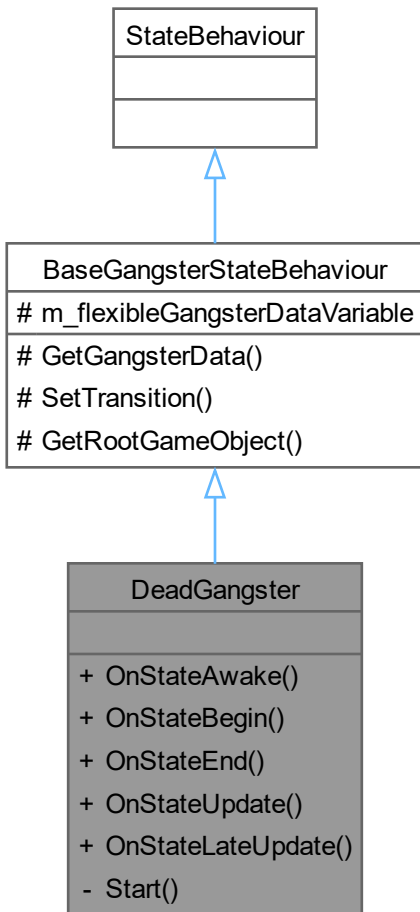 StateBehaviour
BaseGangsterStateBehaviour
# m_flexibleGangsterDataVariable
# GetGangsterData()
# SetTransition()
# GetRootGameObject()
DeadGangster
+ OnStateAwake()
+ OnStateBegin()
+ OnStateEnd()
+ OnStateUpdate()
+ OnStateLateUpdate()
- Start()